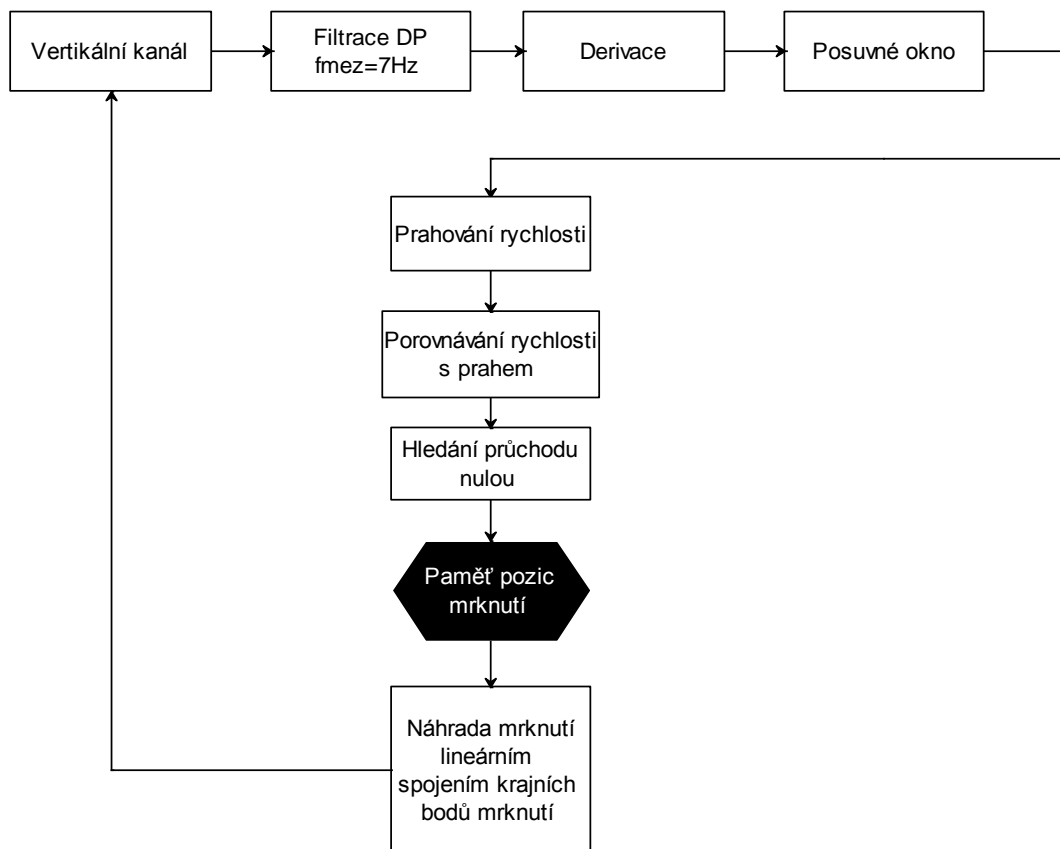 Vertikální kanál
Filtrace DP
fmez=7Hz
Derivace
Posuvné okno
Prahování rychlosti
Porovnávání rychlosti
s prahem
Hledání průchodu
nulou
Paměť pozic
mrknutí
Náhrada mrknutí
lineárním
spojením krajních
bodů mrknutí